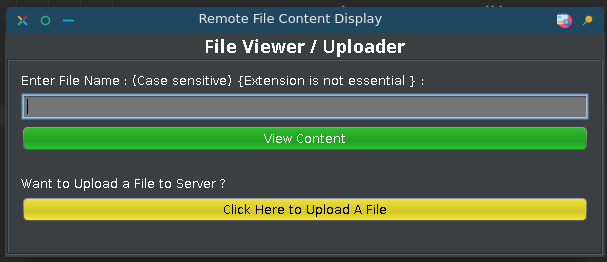 Remote File Content Display
File Viewer / Uploader
Enter File Name : (Case sensitive) {Extension is not essential } :
View Content
Want to Upload a File to Server ?
Click Here to Upload A File